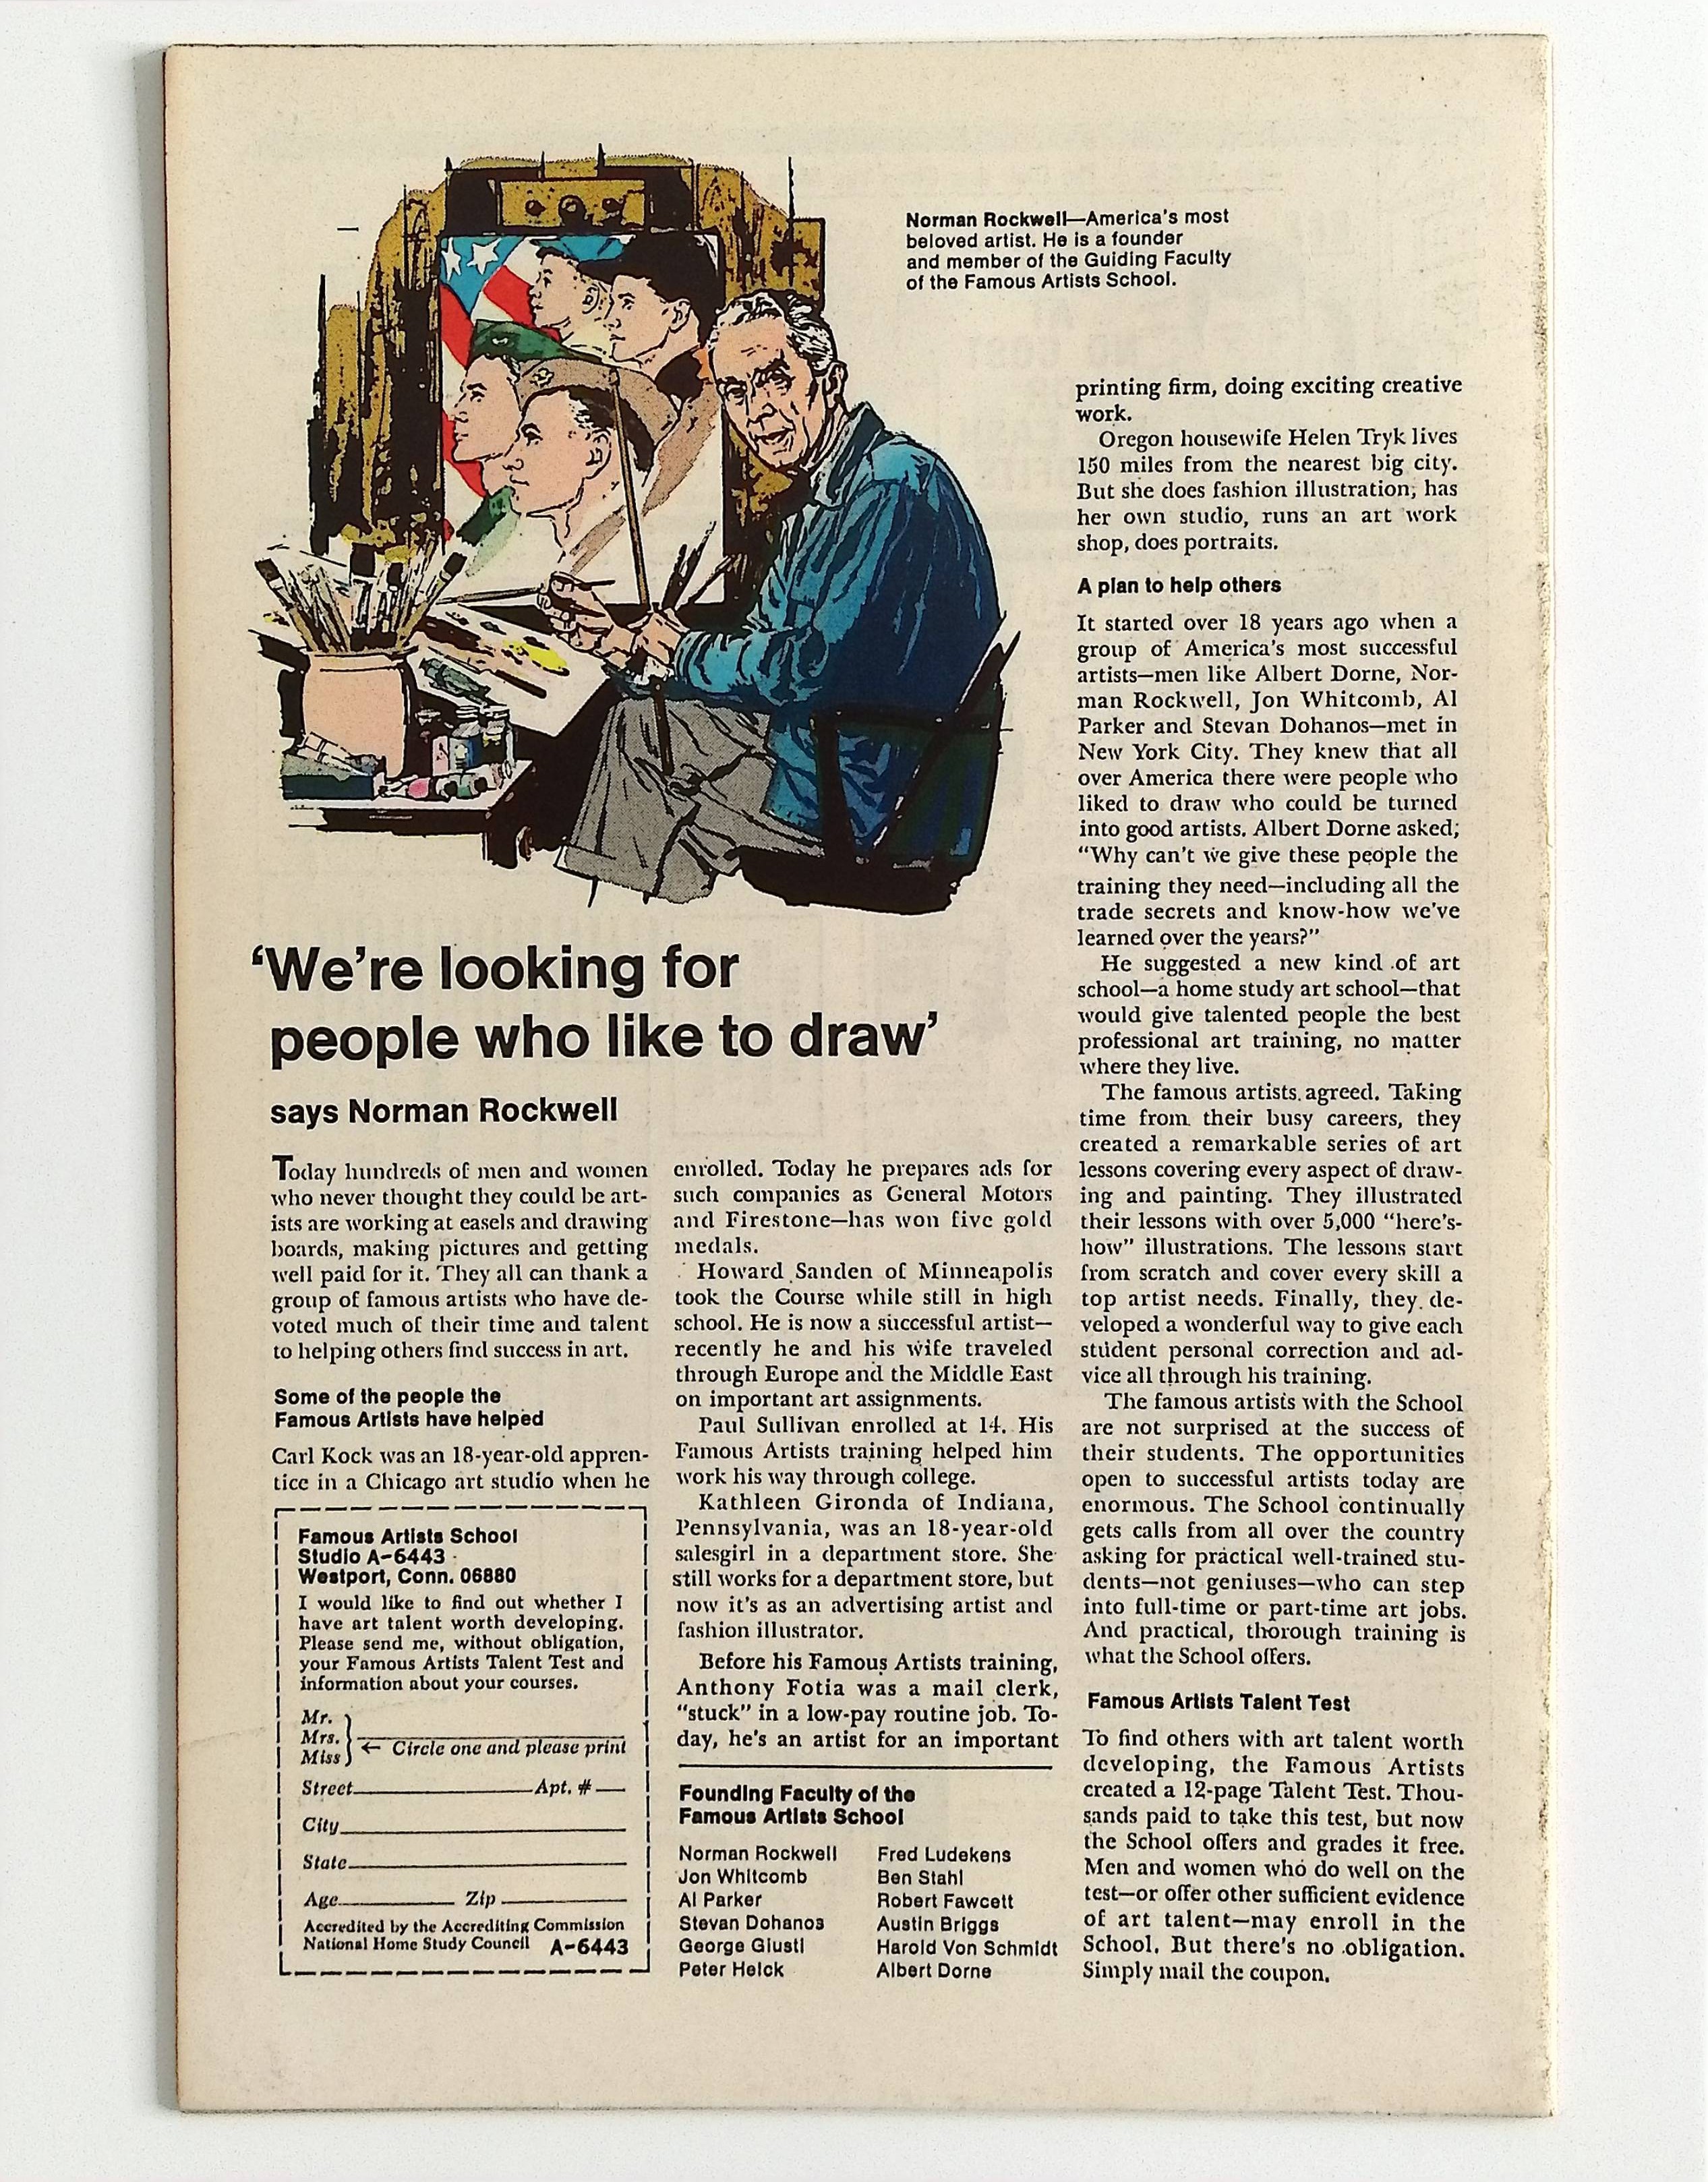 Norman Rockwell—America's most
beloved artist. He is a founder
and member of the Guiding Faculty
of the Famous Artists School.
‘We’re looking for
people who like to draw’
says Norman Rockwell
Today hundreds of men and women
who never thought they could be art-
ists are working at easels and drawing
boards, making pictures and getting
well paid for it. They all can thank a
group of famous artists who have de-
voted much of their time and talent
to helping others find success in art.
Some of the people the
Famous Artists have helped
Carl Kock was an 18-year-old appren-
tice in a Chicago art studio when he
enrolled. Today he prepares ads for
such companies as General Motors
and Firestone—has won five gold
medals.
Howard Sanden of Minneapolis
took the Course while still in high
school. He is now a successful artist—
recently he and his wife traveled
through Europe and the Middle East
on important art assignments.
Paul Sullivan enrolled at 14. His
Famous Artists training helped him
work his way through college.
Kathleen Gironda of Indiana,
Pennsylvania, was an 18-year-old
salesgirl in a department store. She
still works for a department store, but
now it's as an advertising artist and
fashion illustrator.
Before his Famous Artists training,
Anthony Fotia was a mail clerk,
"stuck" in a low-pay routine job. To-
day, he's an artist for an important
printing firm, doing exciting creative
work.
Oregon housewife Helen Tryk lives
150 miles from the nearest big city.
But she does fashion illustration, has
her own studio, runs an art work
shop, does portraits.
A plan to help others
It started over 18 years ago when a
group of America's most successful
artists—men like Albert Dorne, Nor-
man Rockwell, Jon Whitcomb, Al
Parker and Stevan Dohanos—met in
New York City. They knew that all
over America there were people who
liked to draw who could be turned
into good artists. Albert Dorne asked;
"Why can't we give these people the
training they need—including all the
trade secrets and know-how we've
learned over the years?"
He suggested a new kind of art
school—a home study art school—that
would give talented people the best
professional art training, no matter
where they live.
The famous artists agreed. Taking
time from their busy careers, they
created a remarkable series of art
lessons covering every aspect of draw-
ing and painting. They illustrated
their lessons with over 5,000 "here's-
how" illustrations. The lessons start
from scratch and cover every skill a
top artist needs. Finally, they de-
veloped a wonderful way to give each
student personal correction and ad-
vice all through his training.
The famous artists with the School
are not surprised at the success of
their students. The opportunities
open to successful artists today are
enormous. The School continually
gets calls from all over the country
asking for practical well-trained stu-
dents—not geniuses—who can step
into full-time or part-time art jobs.
And practical, thorough training is
what the School offers.
Famous Artists Talent Test
To find others with art talent worth
developing, the Famous Artists
created a 12-page Talent Test. Thou-
sands paid to take this test, but now
the School offers and grades it free.
Men and women who do well on the
test—or offer other sufficient evidence
of art talent—may enroll in the
School. But there's no obligation.
Simply mail the coupon.
Famous Artists School
Studio A-6443
Westport, Conn. 06880
I would like to find out whether I
have art talent worth developing.
Please send me, without obligation,
your Famous Artists Talent Test and
information about your courses.
Mr.
Mrs.
Miss
← Circle one and please print
Street Apt. #
City
State
Age Zip
Accredited by the Accrediting Commission
National Home Study Council A-6443
Founding Faculty of the
Famous Artists School
Norman Rockwell
Jon Whitcomb
Al Parker
Stevan Dohanos
George Giusti
Peter Helck
Fred Ludekens
Ben Stahl
Robert Fawcett
Austin Briggs
Harold Von Schmidt
Albert Dorne